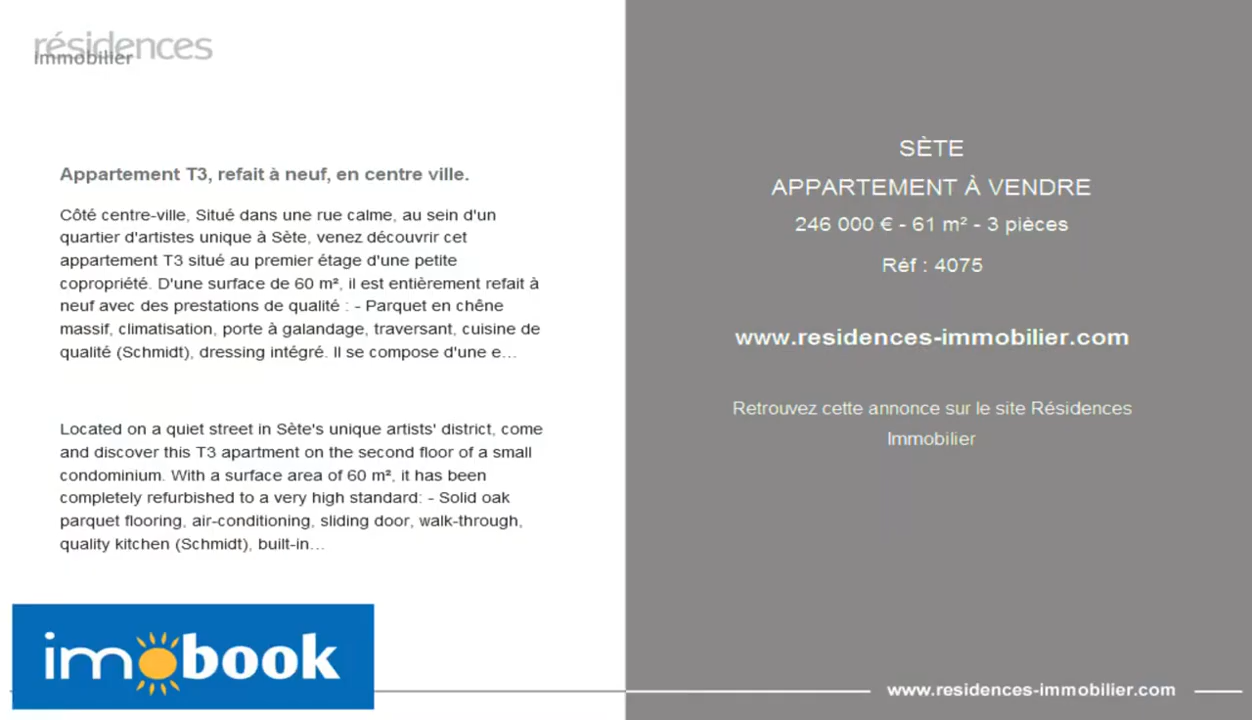 résidences
immobilier
Appartement T3, refait à neuf, en centre ville.
Côté centre-ville, Situé dans une rue calme, au sein d'un
quartier d'artistes unique à Sète, venez découvrir cet
appartement T3 situé au premier étage d'une petite
copropriété. D'une surface de 60 m², il est entièrement refait à
neuf avec des prestations de qualité : - Parquet en chêne
massif, climatisation, porte à galandage, traversant, cuisine de
qualité (Schmidt), dressing intégré. Il se compose d'une e...
Located on a quiet street in Sète's unique artists' district, come
and discover this T3 apartment on the second floor of a small
condominium. With a surface area of 60 m², it has been
completely refurbished to a very high standard: - Solid oak
parquet flooring, air-conditioning, sliding door, walk-through,
quality kitchen (Schmidt), built-in...
imobook
SÈTE
APPARTEMENT À VENDRE
246 000 € - 61 m² - 3 pièces
Réf : 4075
www.residences-immobilier.com
Retrouvez cette annonce sur le site Résidences
Immobilier
www.residences-immobilier.com